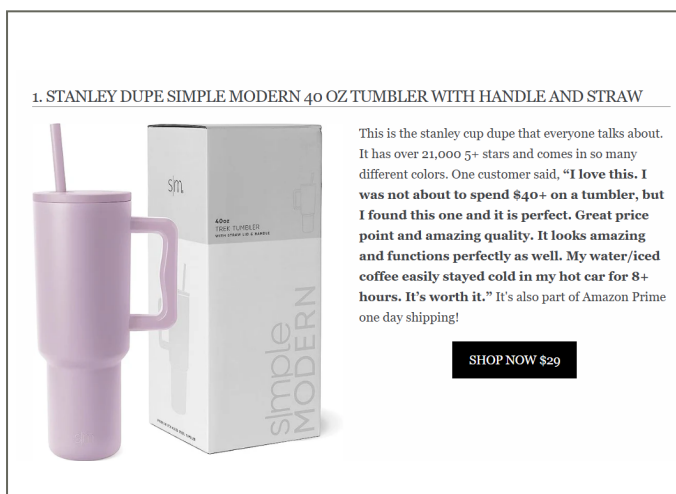 1. STANLEY DUPE SIMPLE MODERN 40 OZ TUMBLER WITH HANDLE AND STRAW
This is the stanley cup dupe that everyone talks about.
It has over 21,000 5+ stars and comes in so many
different colors. One customer said, “I love this. I
was not about to spend $40+ on a tumbler, but
I found this one and it is perfect. Great price
point and amazing quality. It looks amazing
and functions perfectly as well. My water/iced
coffee easily stayed cold in my hot car for 8+
hours. It’s worth it.” It's also part of Amazon Prime
one day shipping!
SHOP NOW $29
sm.
40oz
TREK TUMBLER
WITH STRAW LID & HANDLE
simple
MODERN